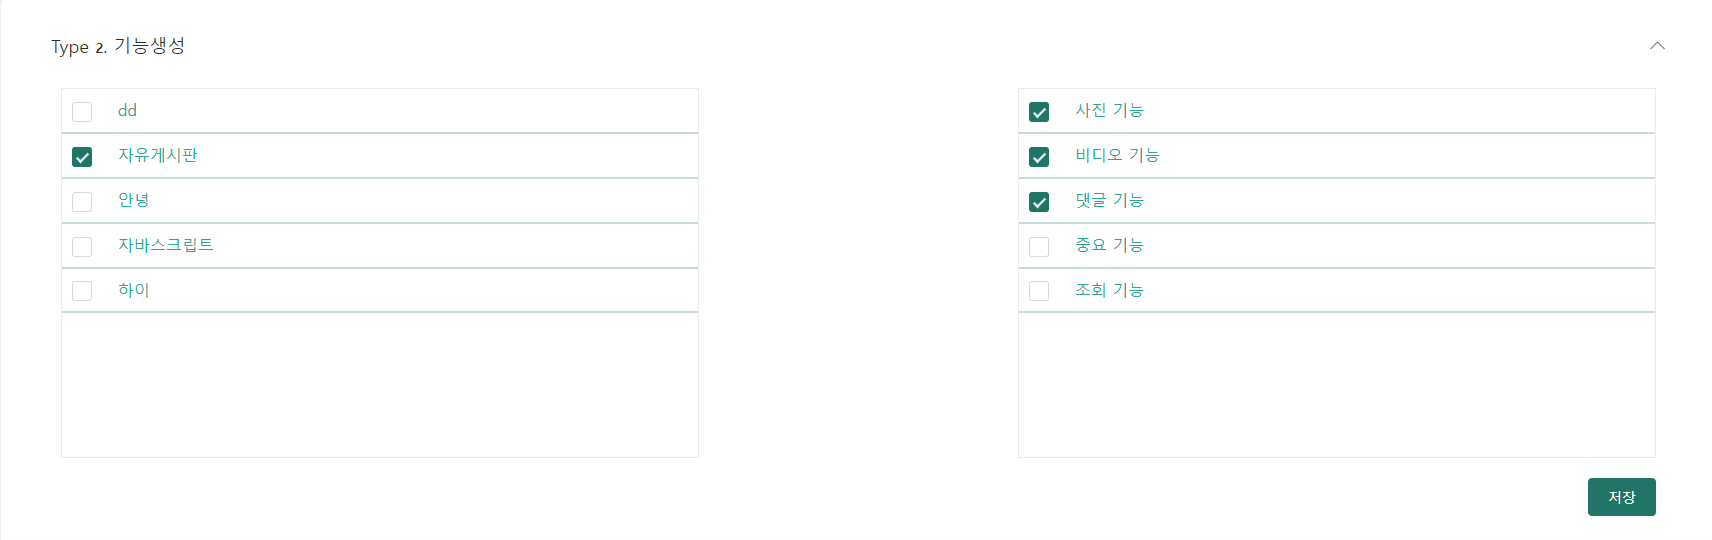 Type 2. 기능생성
dd
자유게시판
안녕
자바스크립트
하이
사진 기능
비디오 기능
댓글 기능
중요 기능
조회 기능
저장